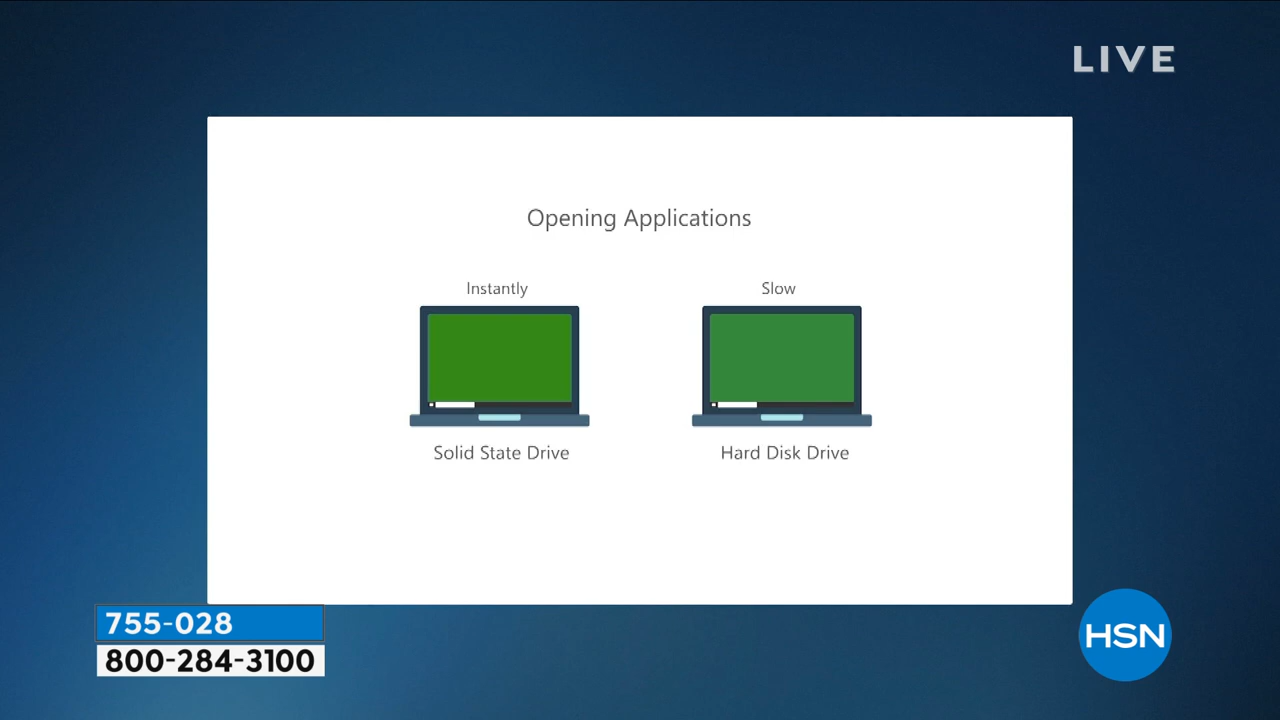 LIVE
Opening Applications
Instantly
Slow
Solid State Drive
Hard Disk Drive
755-028
800-284-3100
HSN